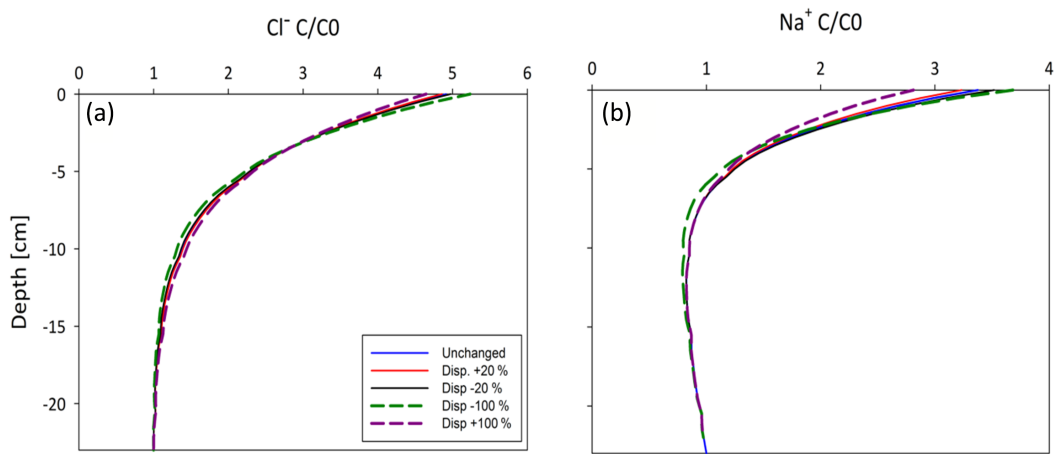 Cl⁻ C/C0
0 1 2 3 4 5 6
0
-5
-10
-15
-20
Depth [cm]
(a)
Unchanged
Disp. +20 %
Disp -20 %
Disp -100 %
Disp +100 %
Na⁺ C/C0
0 1 2 3 4
(b)